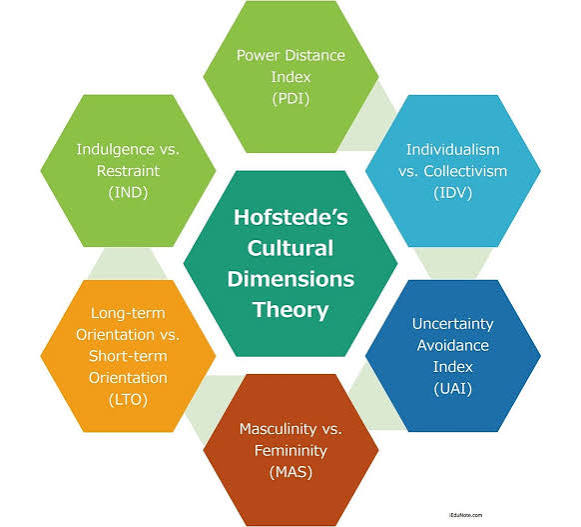 Power Distance
Index
(PDI)
Individualism
vs. Collectivism
(IDV)
Uncertainty
Avoidance
Index
(UAI)
Masculinity vs.
Femininity
(MAS)
Long-term
Orientation vs.
Short-term
Orientation
(LTO)
Indulgence vs.
Restraint
(IND)
Hofstede’s
Cultural
Dimensions
Theory
iEduNote.com